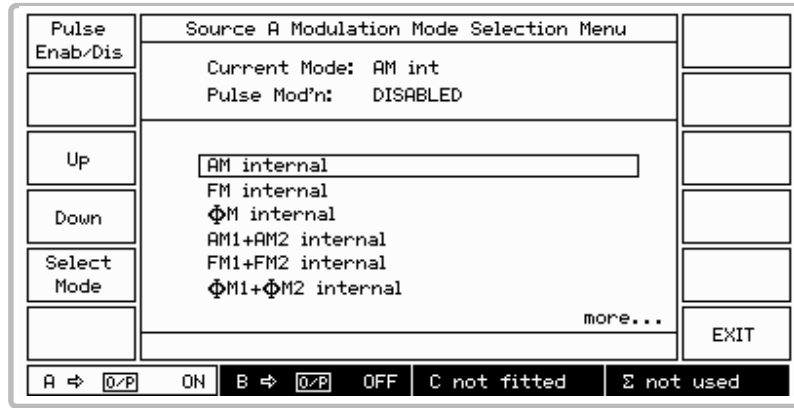 Pulse
Enab/Dis
Up
Down
Select
Mode
Source A Modulation Mode Selection Menu
Current Mode: AM int
Pulse Mod'n: DISABLED
AM internal
FM internal
ΦM internal
AM1+AM2 internal
FM1+FM2 internal
ΦM1+ΦM2 internal
more...
EXIT
A ⇨ O/P ON B ⇨ O/P OFF C not fitted Σ not used